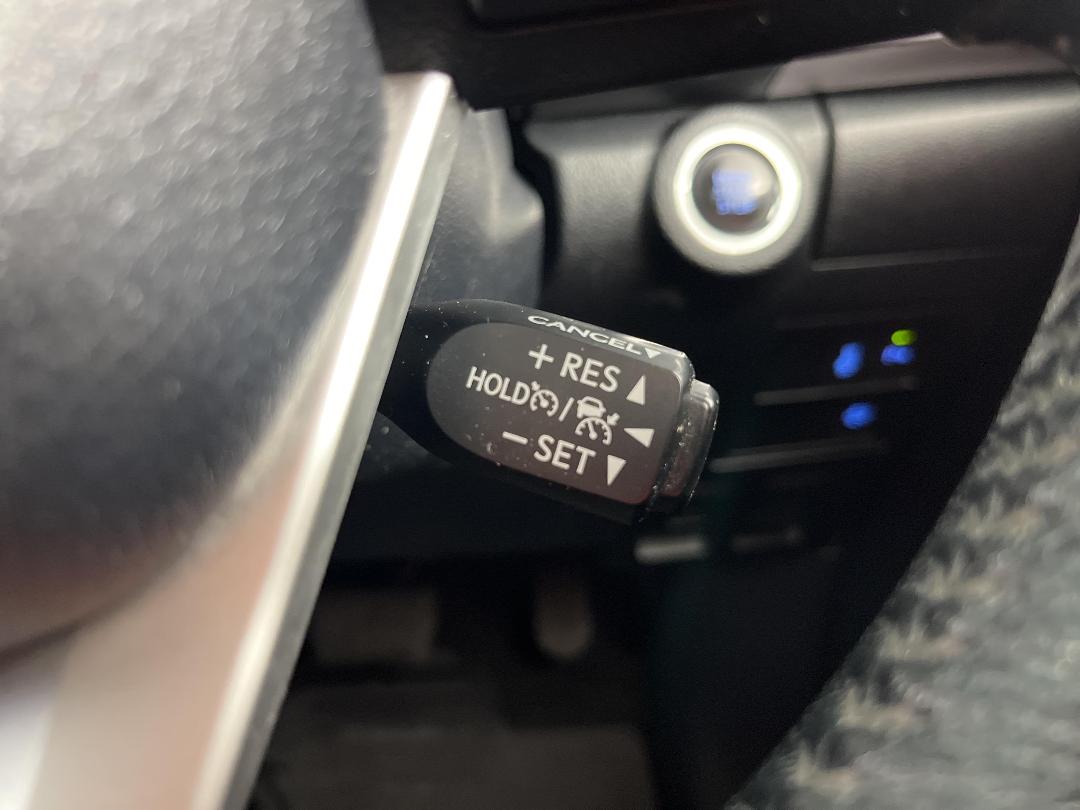 CANCEL▼
+ RES ▲
HOLD / ◀
− SET ▼